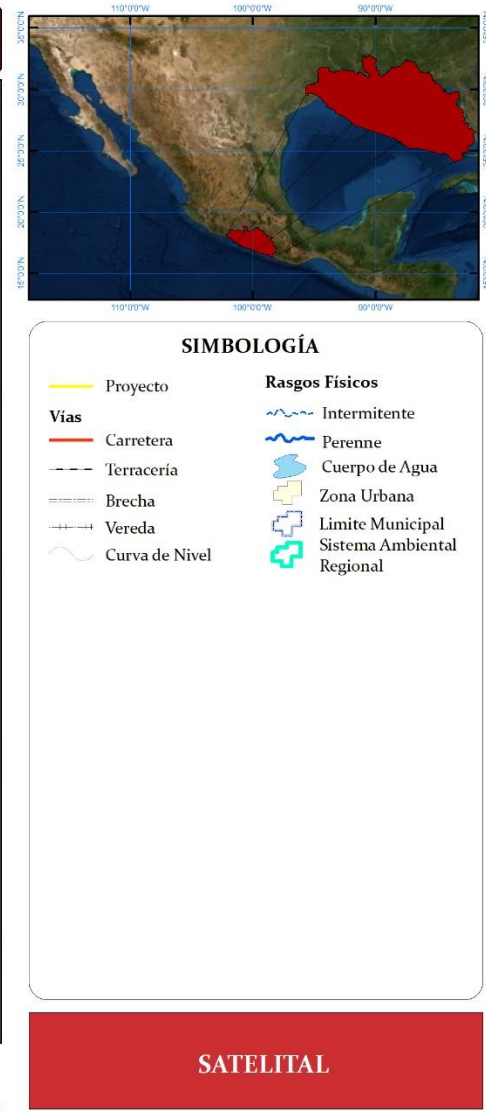 110°0'0"W 100°0'0"W 90°0'0"W
35°0'0"N
30°0'0"N
25°0'0"N
20°0'0"N
15°0'0"N
110°0'0"W 100°0'0"W 90°0'0"W
SIMBOLOGÍA
Proyecto
Vías
Carretera
Terracería
Brecha
Vereda
Curva de Nivel
Rasgos Físicos
Intermitente
Perenne
Cuerpo de Agua
Zona Urbana
Limite Municipal
Sistema Ambiental
Regional
SATELITAL